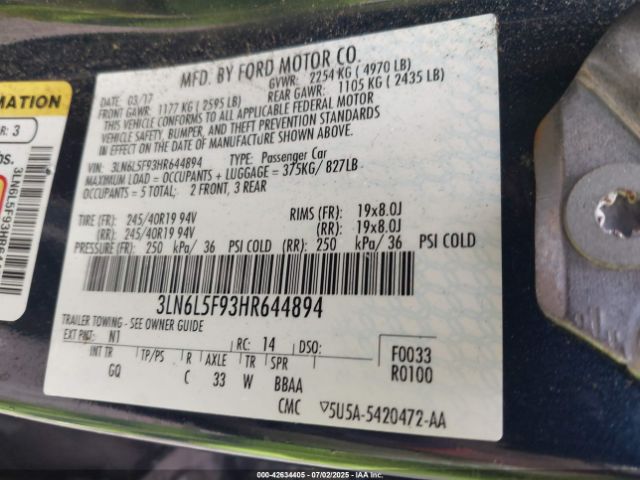 MFD. BY FORD MOTOR CO.
DATE: 03/17 GVWR: 2254 KG ( 4970 LB)
FRONT GAWR: 1177 KG ( 2595 LB) REAR GAWR: 1105 KG ( 2435 LB)
THIS VEHICLE CONFORMS TO ALL APPLICABLE FEDERAL MOTOR
VEHICLE SAFETY, BUMPER, AND THEFT PREVENTION STANDARDS
IN EFFECT ON THE DATE OF MANUFACTURE SHOWN ABOVE.
VIN: 3LN6L5F93HR644894 TYPE: Passenger Car
MAXIMUM LOAD = OCCUPANTS + LUGGAGE = 375KG/ 827LB
OCCUPANTS = 5 TOTAL; 2 FRONT, 3 REAR
TIRE (FR): 245/40R19 94V RIMS (FR): 19x8.0J
(RR): 245/40R19 94V (RR): 19x8.0J
PRESSURE (FR): 250 kPa/ 36 PSI COLD (RR): 250 kPa/ 36 PSI COLD
3LN6L5F93HR644894
TRAILER TOWING - SEE OWNER GUIDE
EXT PNT: N1 RC: 14 DSO:
INT TR TP/PS R AXLE TR SPR
GQ C 33 W BBAA
F0033
R0100
CMC ▽5U5A-5420472-AA
MATION
R: 3
bs.
000-42634405 - 07/02/2025 - IAAI.COM